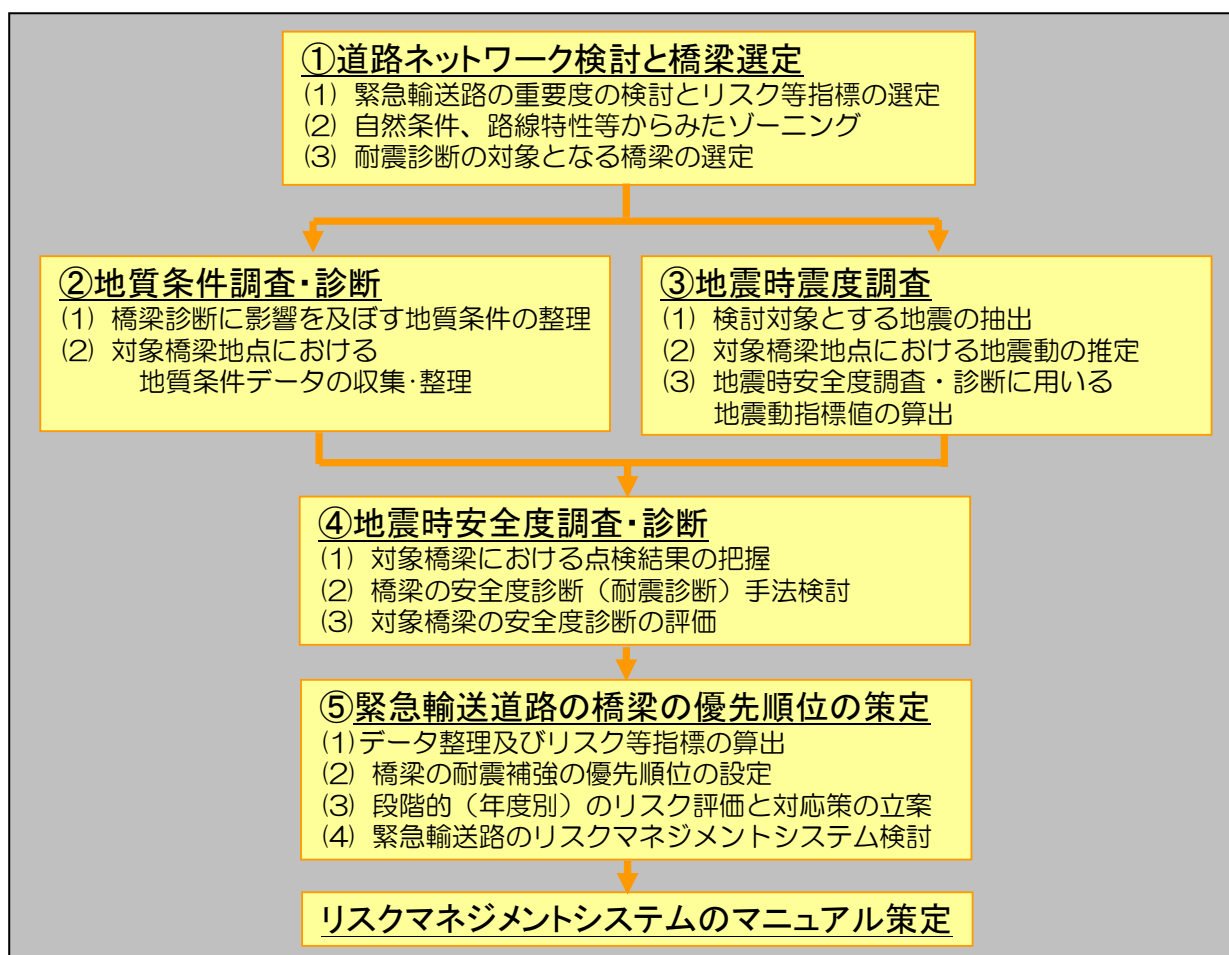 ①道路ネットワーク検討と橋梁選定
(1) 緊急輸送路の重要度の検討とリスク等指標の選定
(2) 自然条件、路線特性等からみたゾーニング
(3) 耐震診断の対象となる橋梁の選定
②地質条件調査・診断
(1) 橋梁診断に影響を及ぼす地質条件の整理
(2) 対象橋梁地点における
地質条件データの収集・整理
③地震時震度調査
(1) 検討対象とする地震の抽出
(2) 対象橋梁地点における地震動の推定
(3) 地震時安全度調査・診断に用いる
地震動指標値の算出
④地震時安全度調査・診断
(1) 対象橋梁における点検結果の把握
(2) 橋梁の安全度診断（耐震診断）手法検討
(3) 対象橋梁の安全度診断の評価
⑤緊急輸送道路の橋梁の優先順位の策定
(1)データ整理及びリスク等指標の算出
(2) 橋梁の耐震補強の優先順位の設定
(3) 段階的（年度別）のリスク評価と対応策の立案
(4) 緊急輸送路のリスクマネジメントシステム検討
リスクマネジメントシステムのマニュアル策定